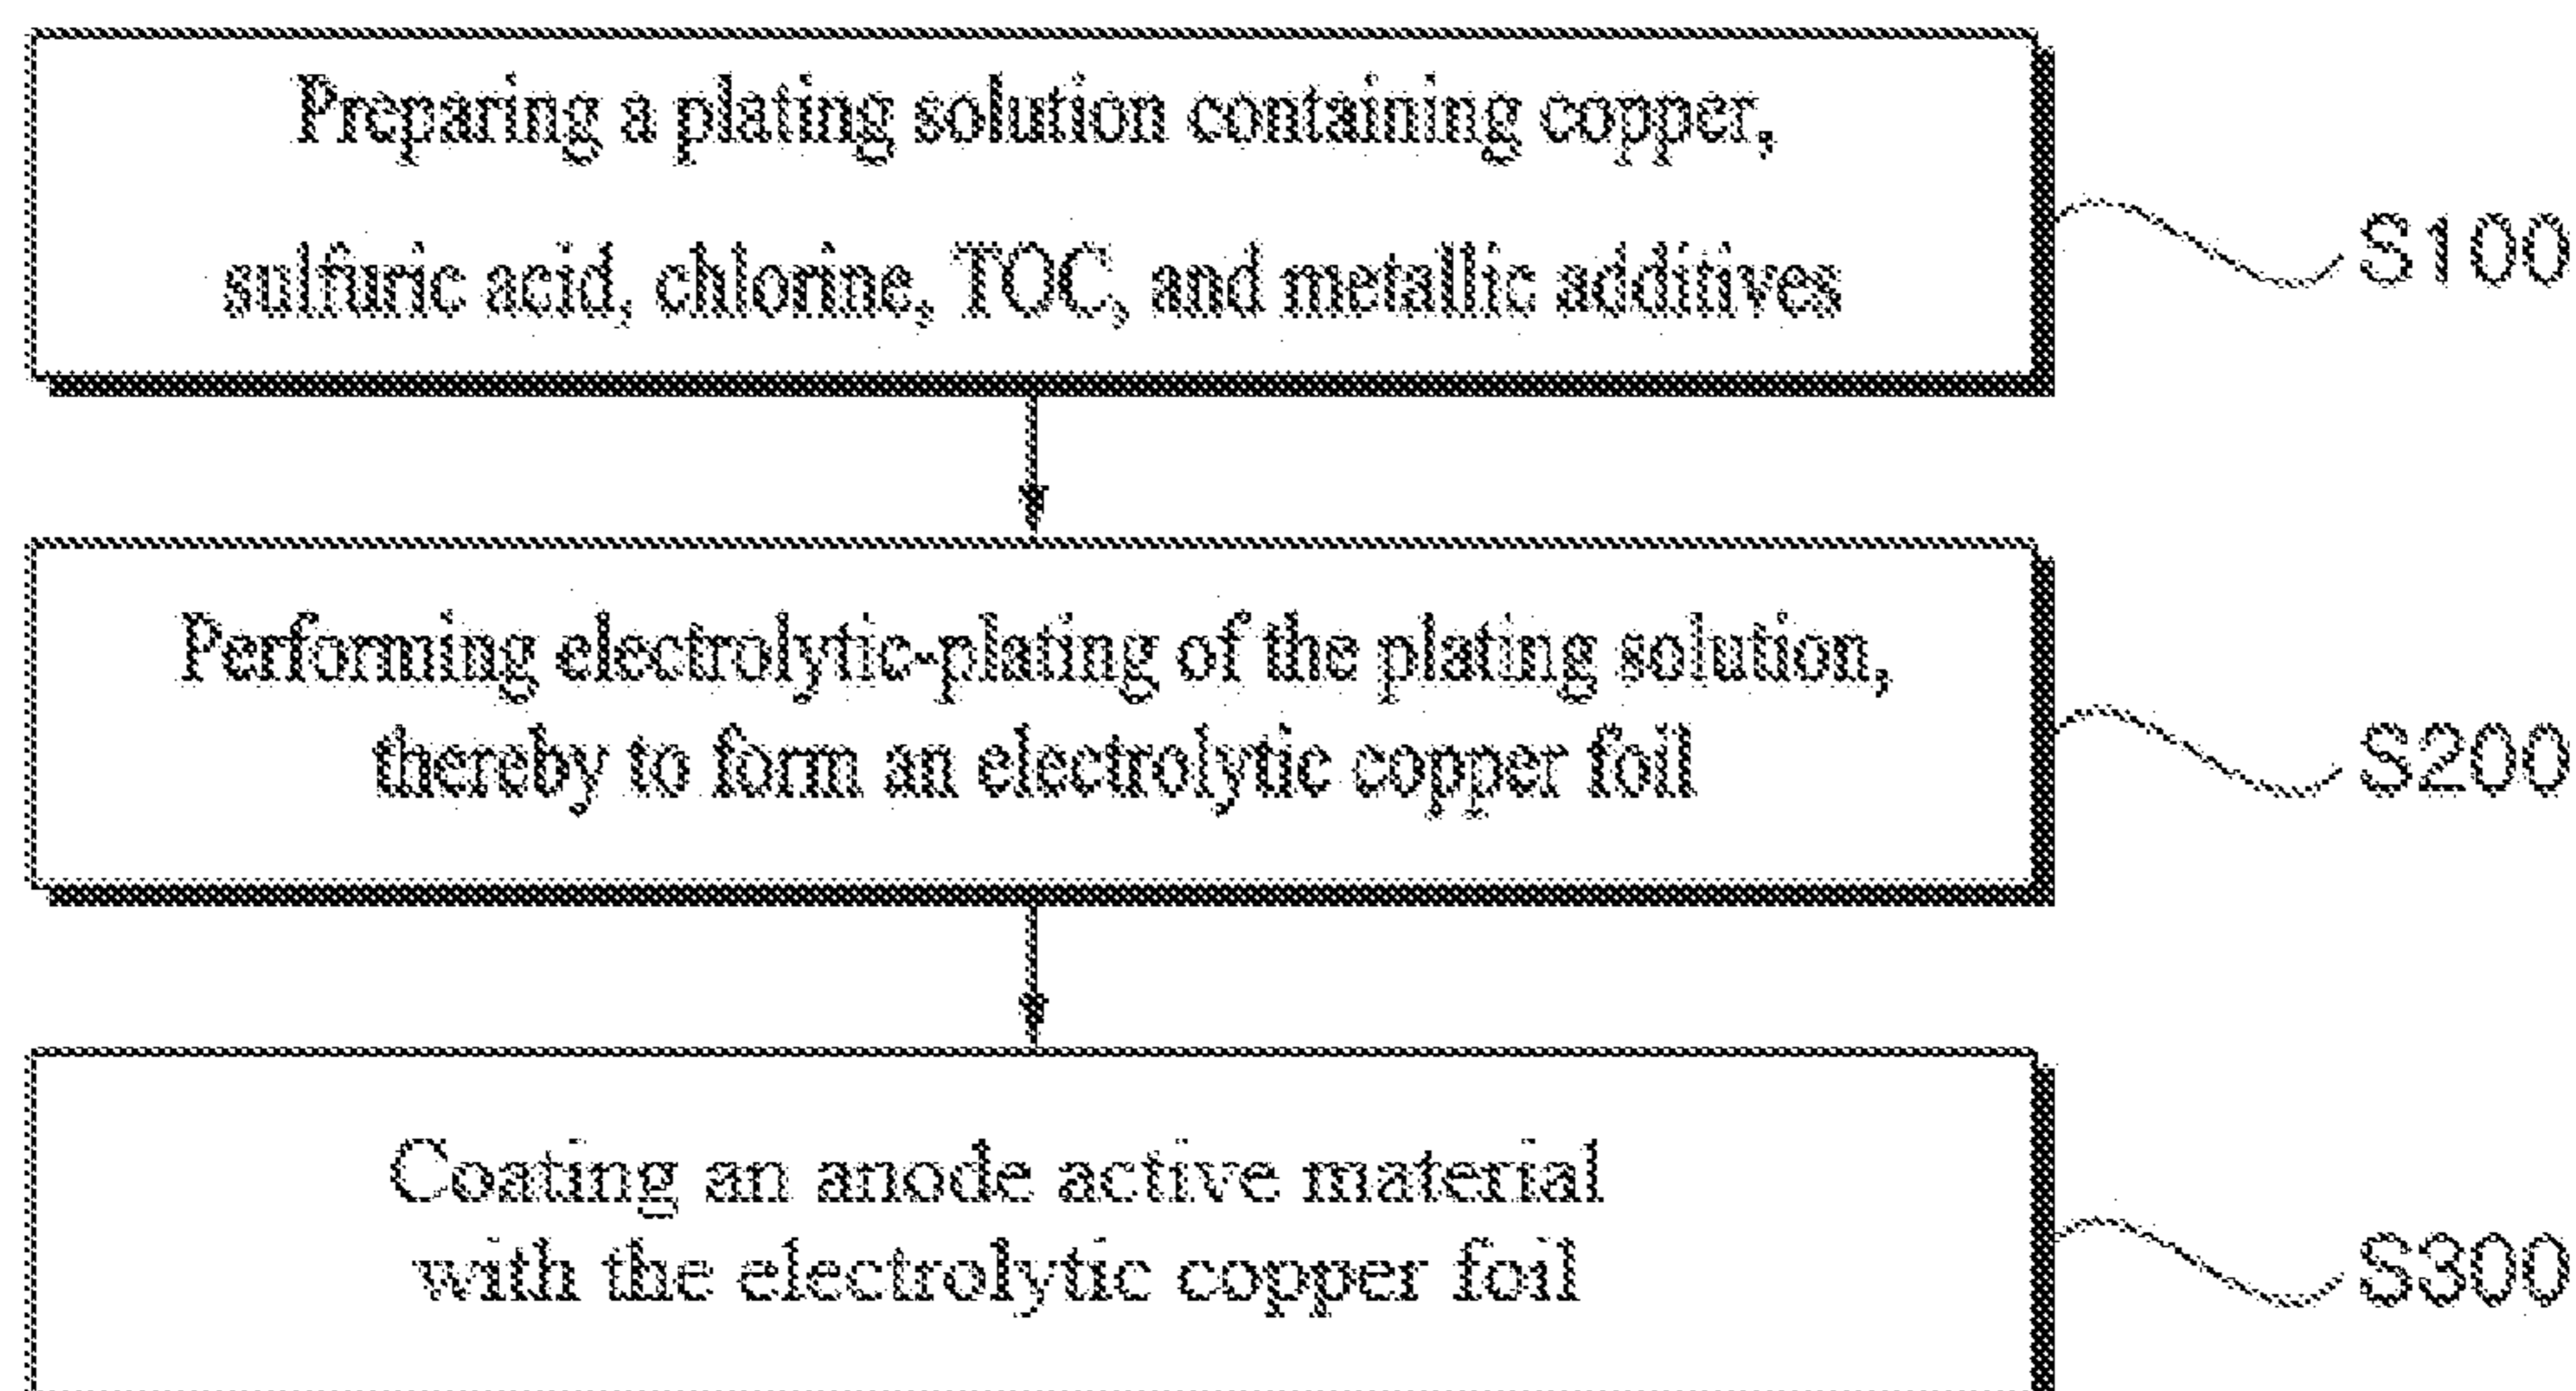 Preparing a plating solution containing copper,
sulfuric acid, chlorine, TOC, and metallic additives
S100
Performing electrolytic-plating of the plating solution,
thereby to form an electrolytic copper foil
S200
Coating an anode active material
with the electrolytic copper foil
S300